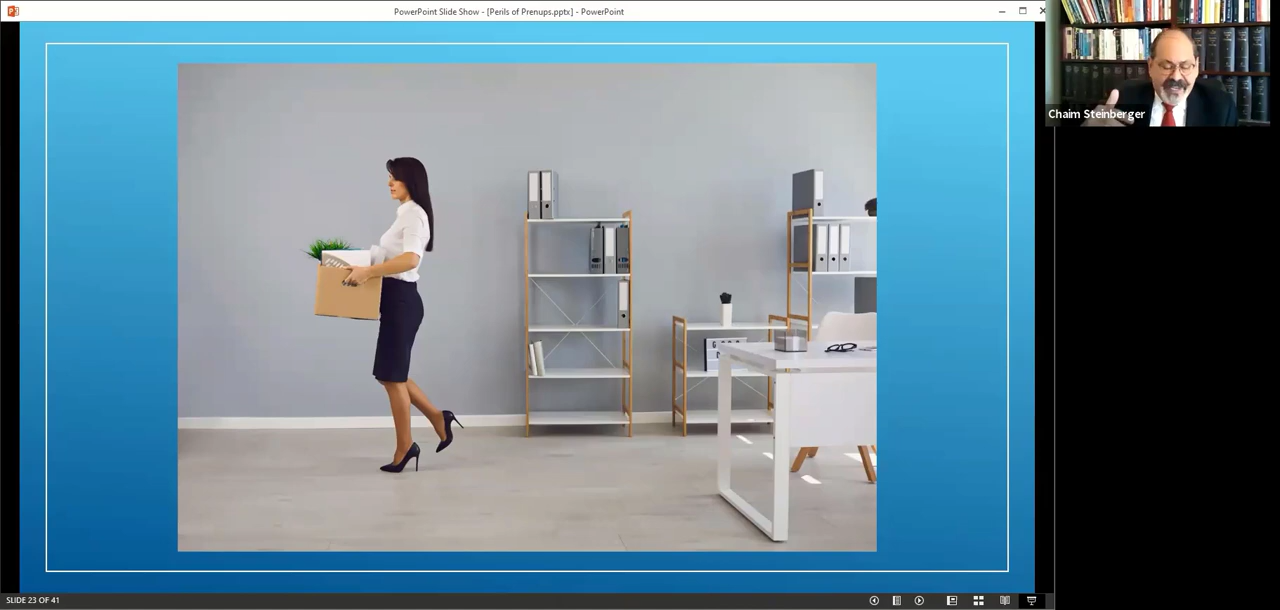 PowerPoint Slide Show - [Perils of Prenups.pptx] - PowerPoint
Chaim Steinberger
SLIDE 23 OF 41